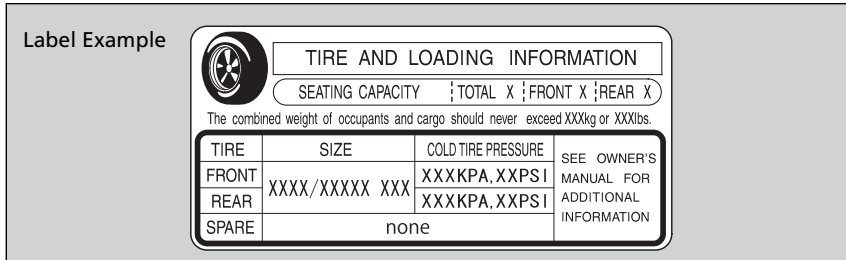 Label Example
TIRE AND LOADING INFORMATION
SEATING CAPACITY TOTAL X FRONT X REAR X
The combined weight of occupants and cargo should never exceed XXXkg or XXXlbs.
TIRE SIZE COLD TIRE PRESSURE
FRONT XXXX/XXXXX XXX XXXKPA,XXPSI
REAR XXXKPA,XXPSI
SPARE none
SEE OWNER'S
MANUAL FOR
ADDITIONAL
INFORMATION